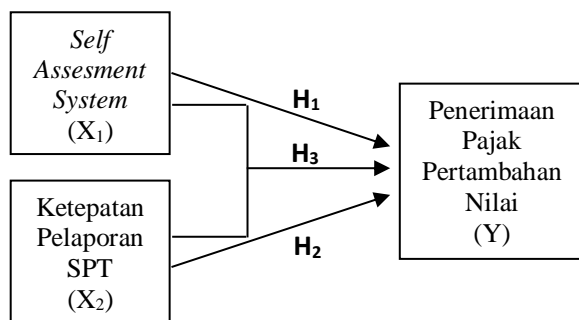 Self
Assesment
System
(X₁)
H₁
Penerimaan
Pajak
Pertambahan
Nilai
(Y)
H₃
Ketepatan
Pelaporan
SPT
(X₂)
H₂